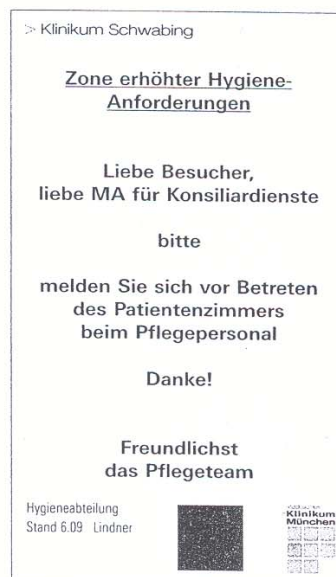 > Klinikum Schwabing
Zone erhöhter Hygiene-
Anforderungen
Liebe Besucher,
liebe MA für Konsiliardienste
bitte
melden Sie sich vor Betreten
des Patientenzimmers
beim Pflegepersonal
Danke!
Freundlichst
das Pflegeteam
Hygieneabteilung
Stand 6.09 Lindner
Klinikum
München